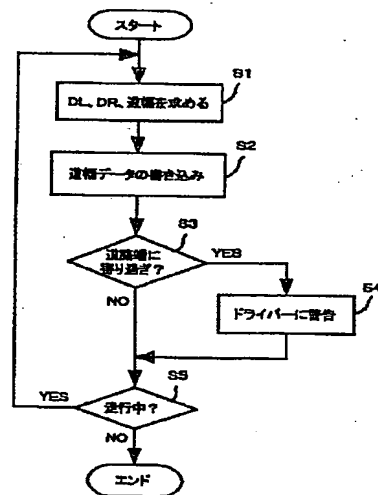 スタート
S1
DL、DR、道幅を求める
S2
道幅データの書き込み
S3
道路端に
寄り過ぎ?
YES
NO
S4
ドライバーに警告
S5
YES
走行中?
NO
エンド